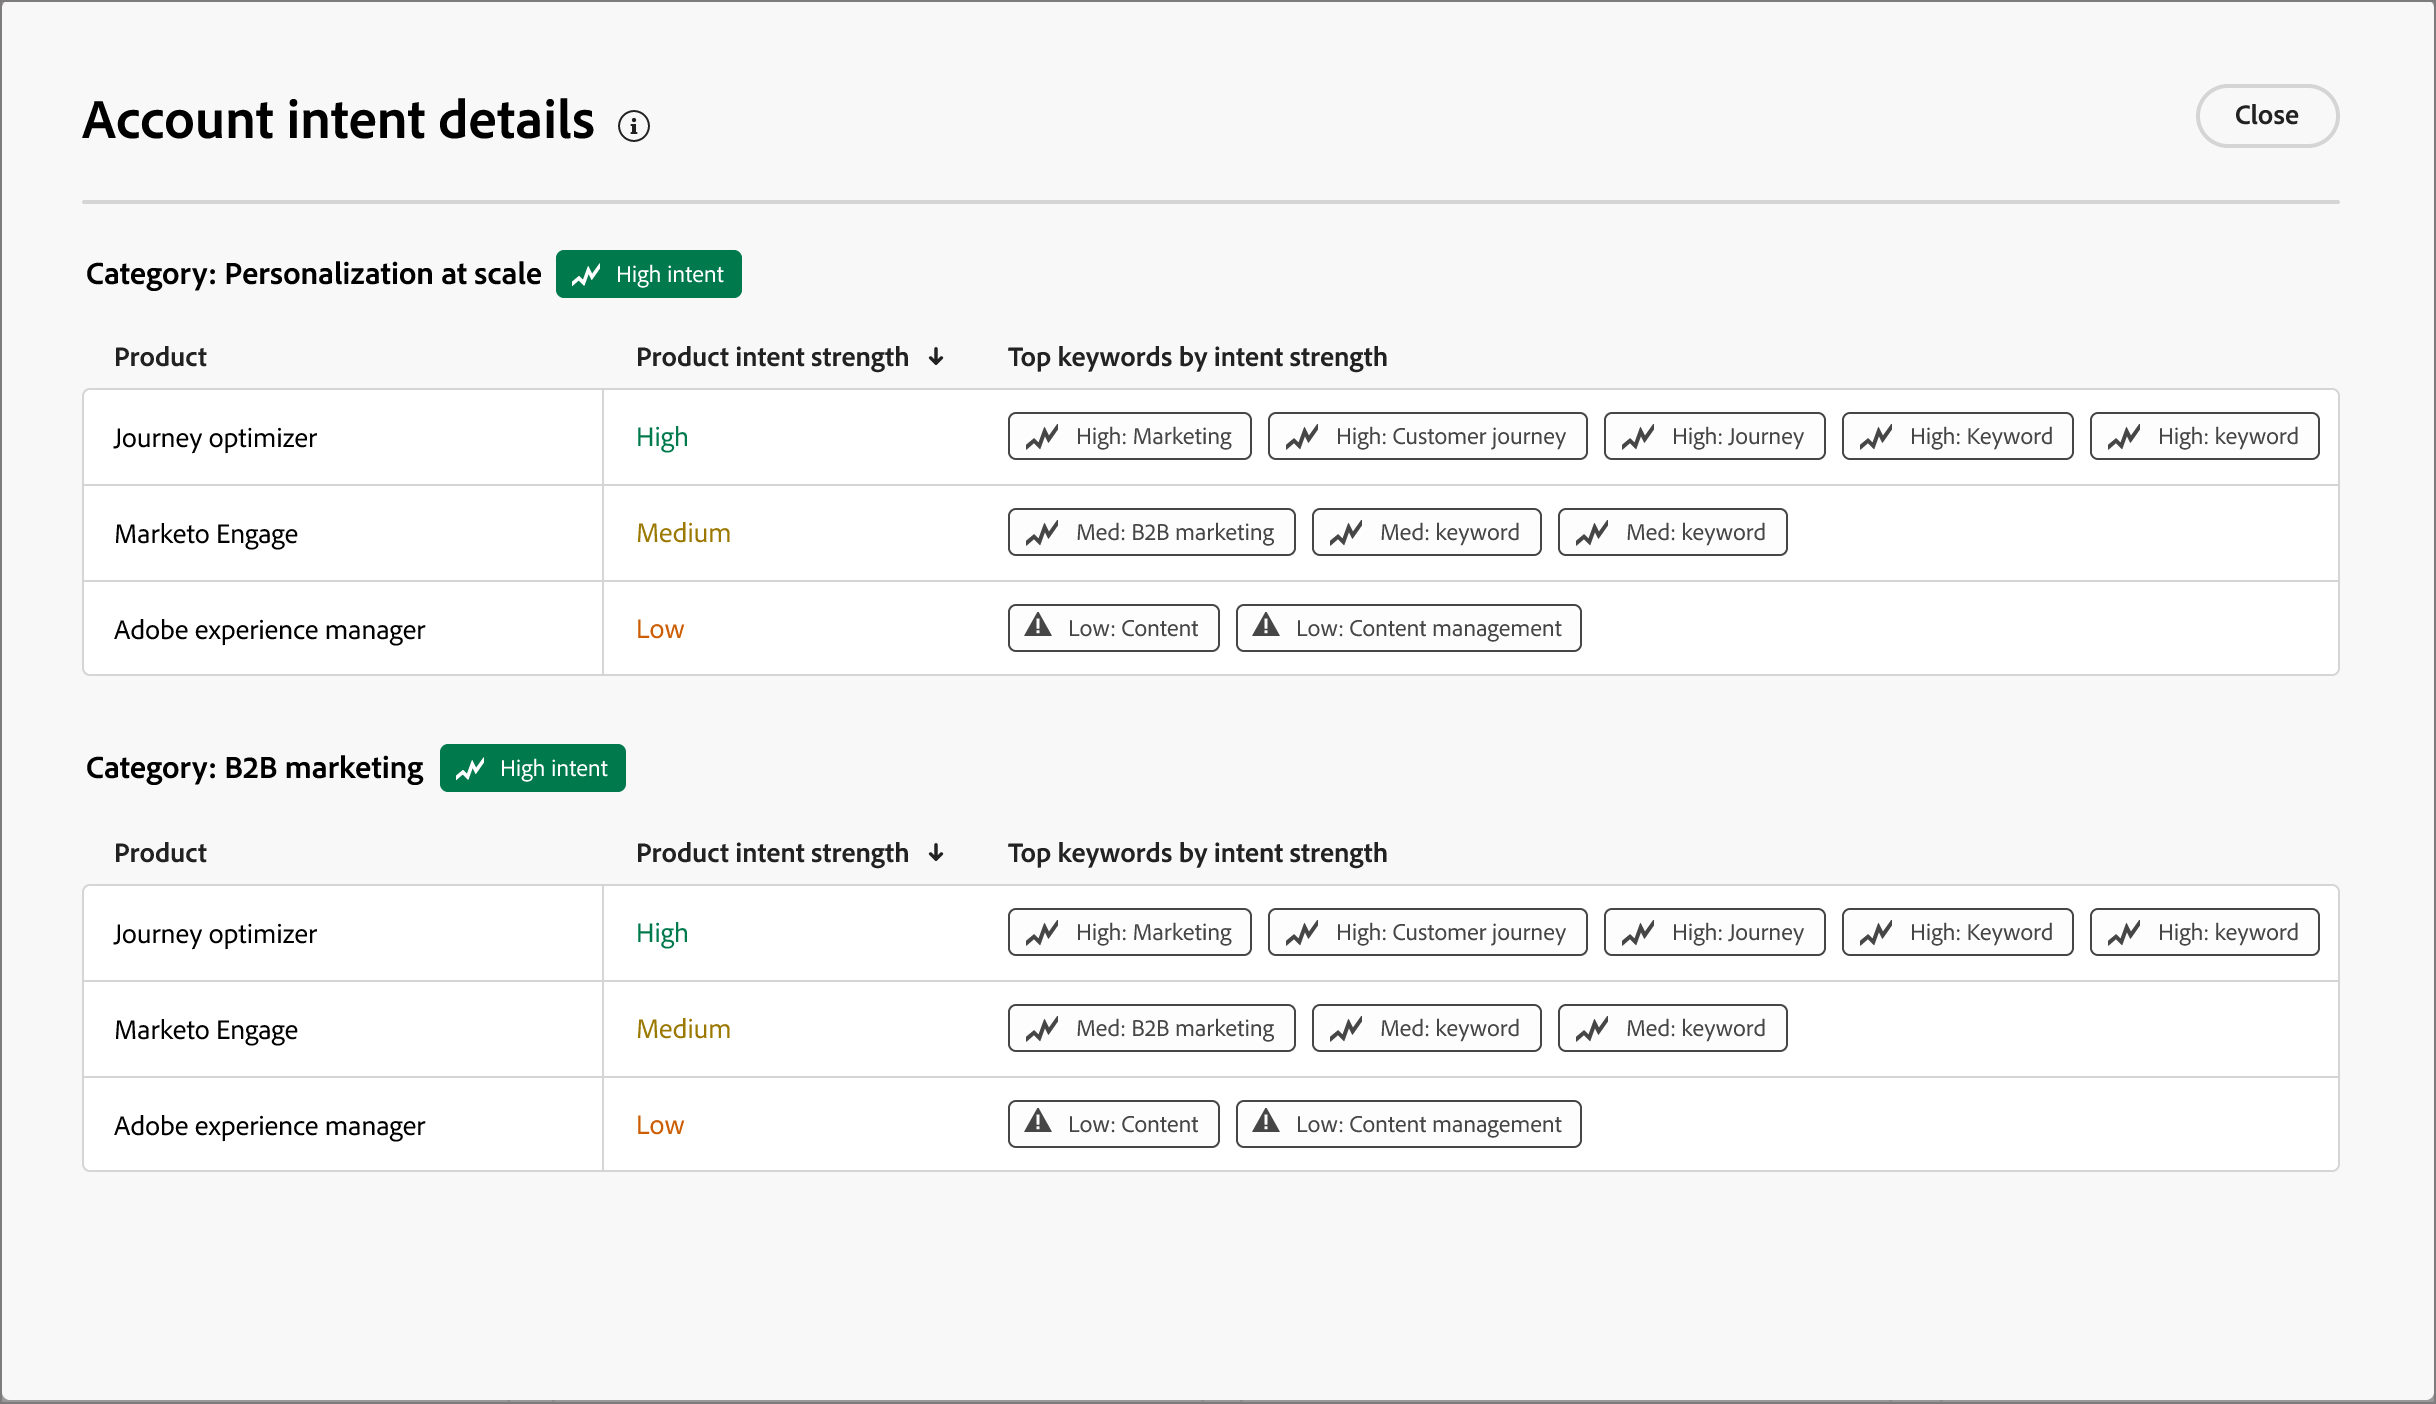 Account intent details
Close
Category: Personalization at scale High intent
Product Product intent strength Top keywords by intent strength
Journey optimizer High High: Marketing High: Customer journey High: Journey High: Keyword High: keyword
Marketo Engage Medium Med: B2B marketing Med: keyword Med: keyword
Adobe experience manager Low Low: Content Low: Content management
Category: B2B marketing High intent
Product Product intent strength Top keywords by intent strength
Journey optimizer High High: Marketing High: Customer journey High: Journey High: Keyword High: keyword
Marketo Engage Medium Med: B2B marketing Med: keyword Med: keyword
Adobe experience manager Low Low: Content Low: Content management